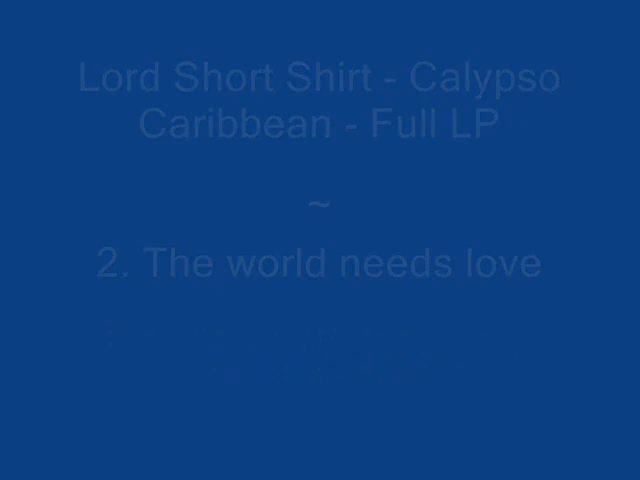 Lord Short Shirt - Calypso
Caribbean - Full LP
~
2. The world needs love